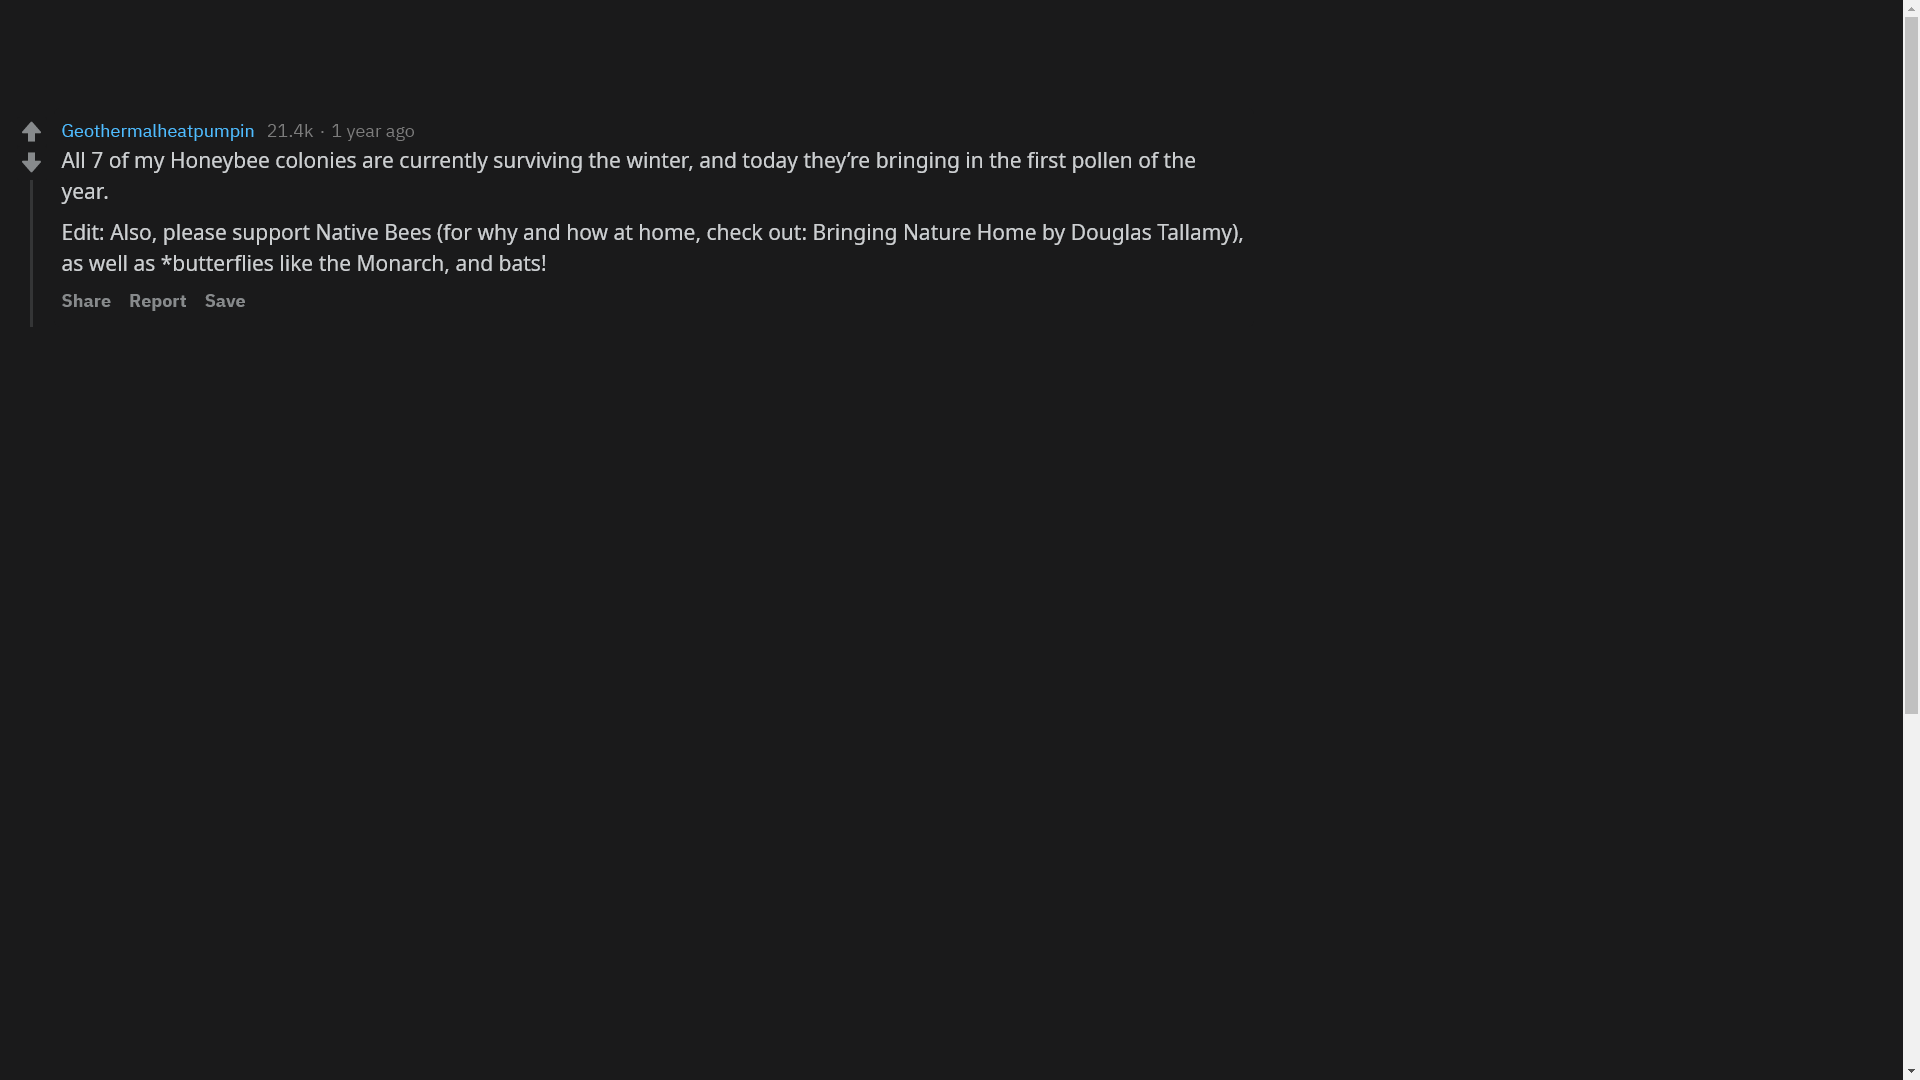 Geothermalheatpumpin 21.4k · 1 year ago
All 7 of my Honeybee colonies are currently surviving the winter, and today they’re bringing in the first pollen of the
year.
Edit: Also, please support Native Bees (for why and how at home, check out: Bringing Nature Home by Douglas Tallamy),
as well as *butterflies like the Monarch, and bats!
Share Report Save